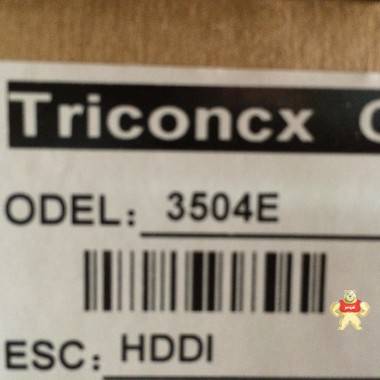 Triconcx C
ODEL: 3504E
ESC: HDDI